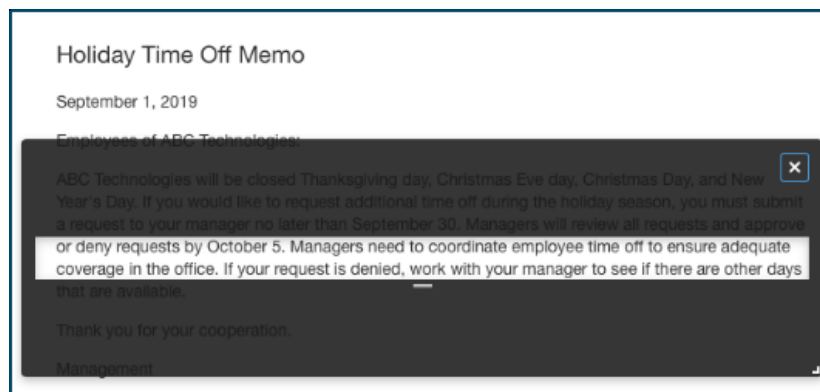 Holiday Time Off Memo
September 1, 2019
Employees of ABC Technologies:
ABC Technologies will be closed Thanksgiving day, Christmas Eve day, Christmas Day, and New
Year's Day. If you would like to request additional time off during the holiday season, you must submit
a request to your manager no later than September 30. Managers will review all requests and approve
or deny requests by October 5. Managers need to coordinate employee time off to ensure adequate
coverage in the office. If your request is denied, work with your manager to see if there are other days
that are available.
Thank you for your cooperation.
Management